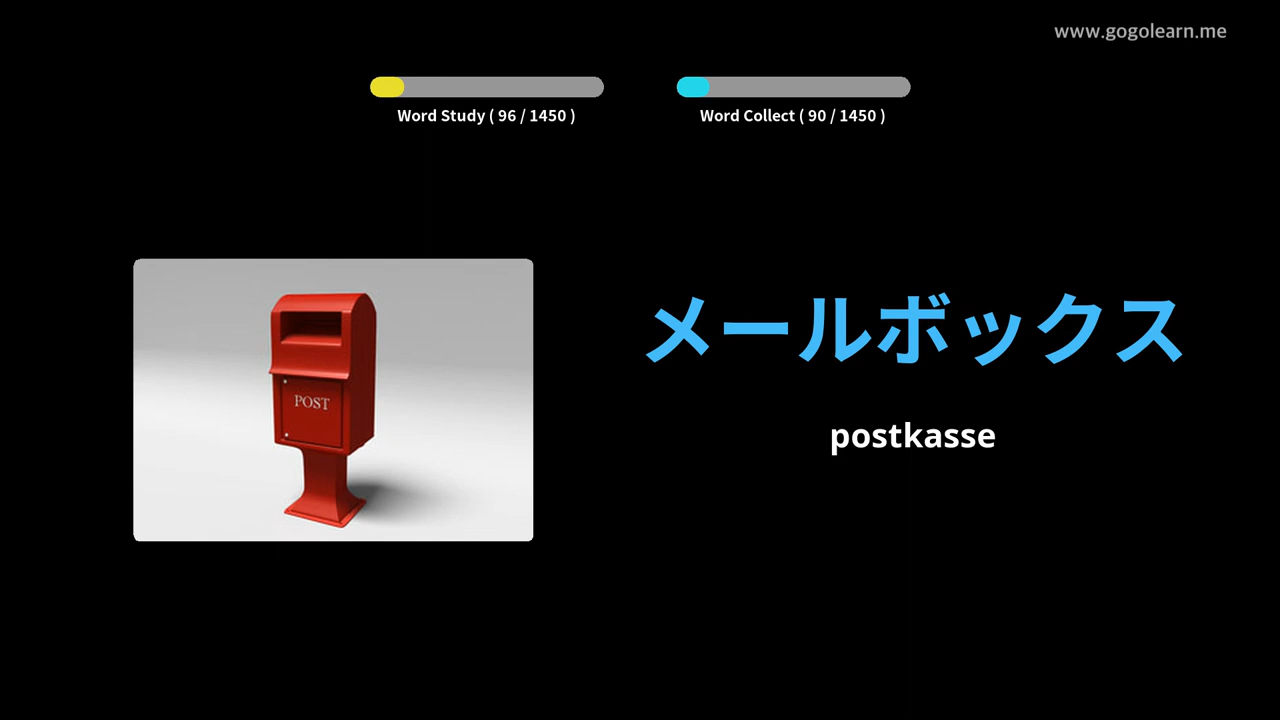 www.gogolearn.me
Word Study ( 96 / 1450 )
Word Collect ( 90 / 1450 )
POST
メールボックス
postkasse